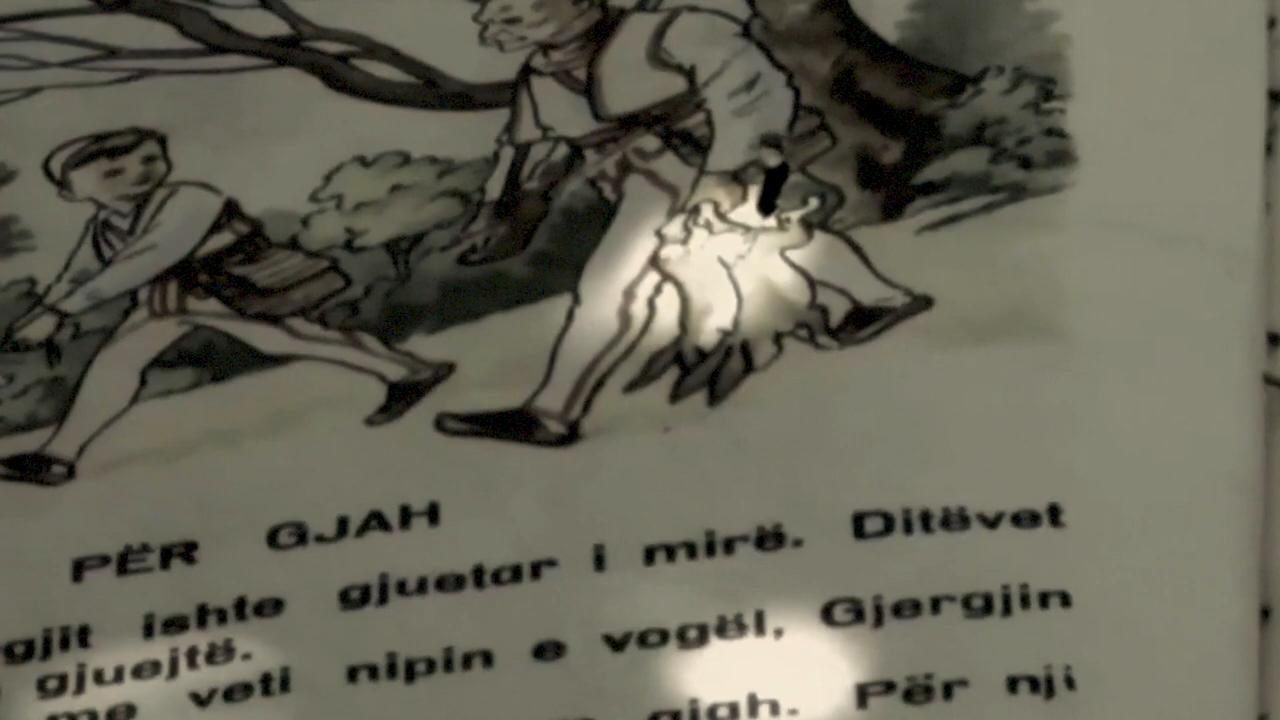 PËR GJAH
gjit ishte gjuetar i mirë. Ditëvet
gjuejtë.
me veti nipin e vogël, Gjergjin
gjah. Për nji